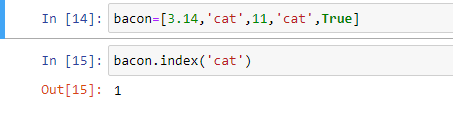 In [14]: bacon=[3.14,'cat',11,'cat',True]
In [15]: bacon.index('cat')
Out[15]: 1